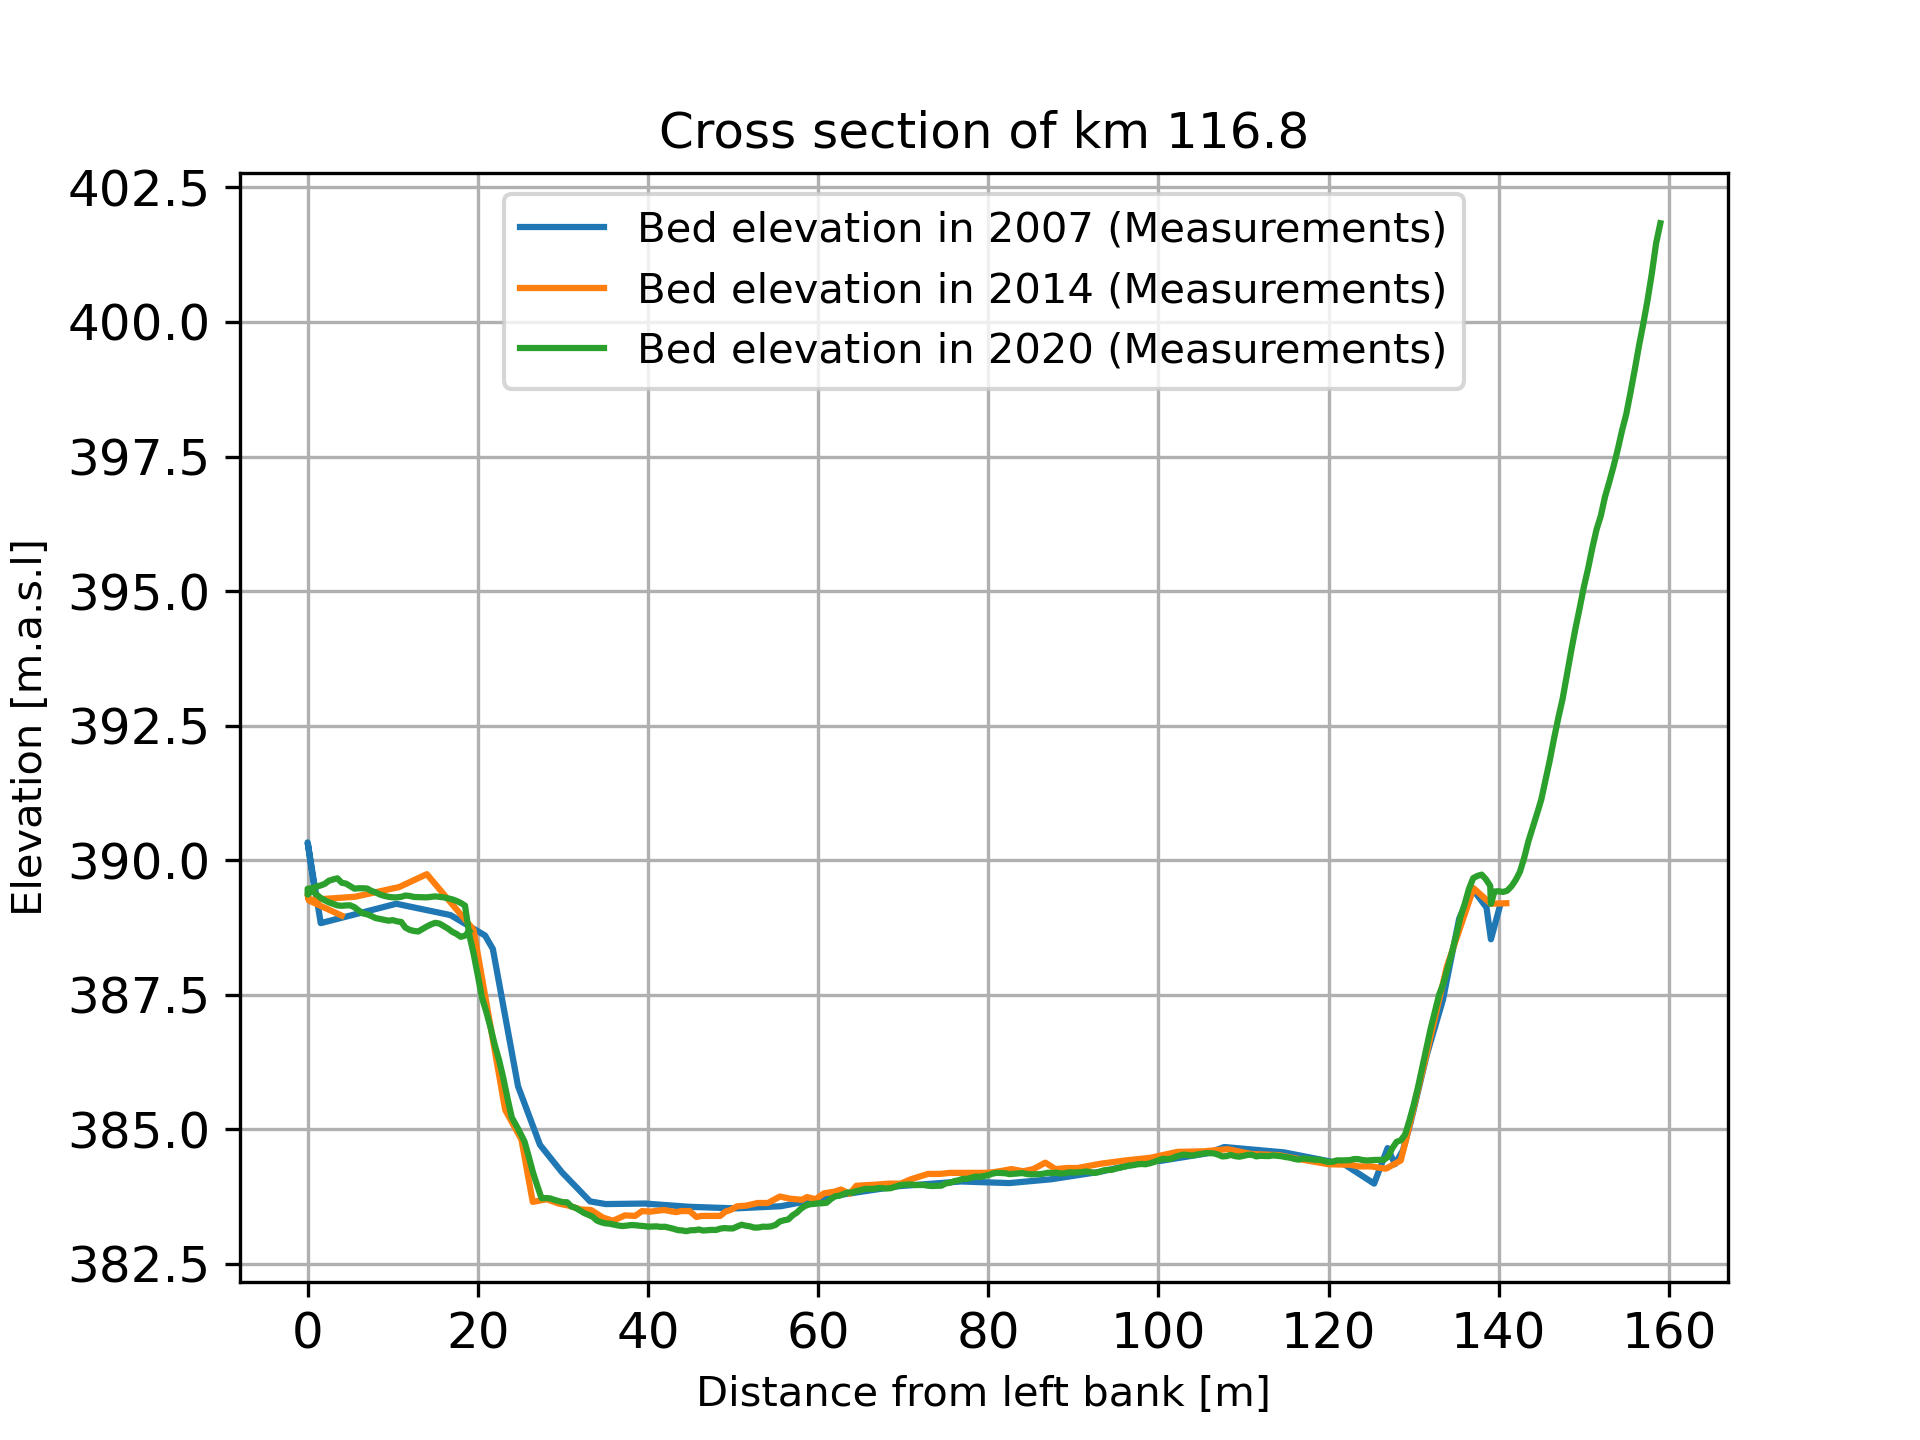 Cross section of km 116.8
Bed elevation in 2007 (Measurements)
Bed elevation in 2014 (Measurements)
Bed elevation in 2020 (Measurements)
Elevation [m.a.s.l]
402.5
400.0
397.5
395.0
392.5
390.0
387.5
385.0
382.5
0 20 40 60 80 100 120 140 160
Distance from left bank [m]